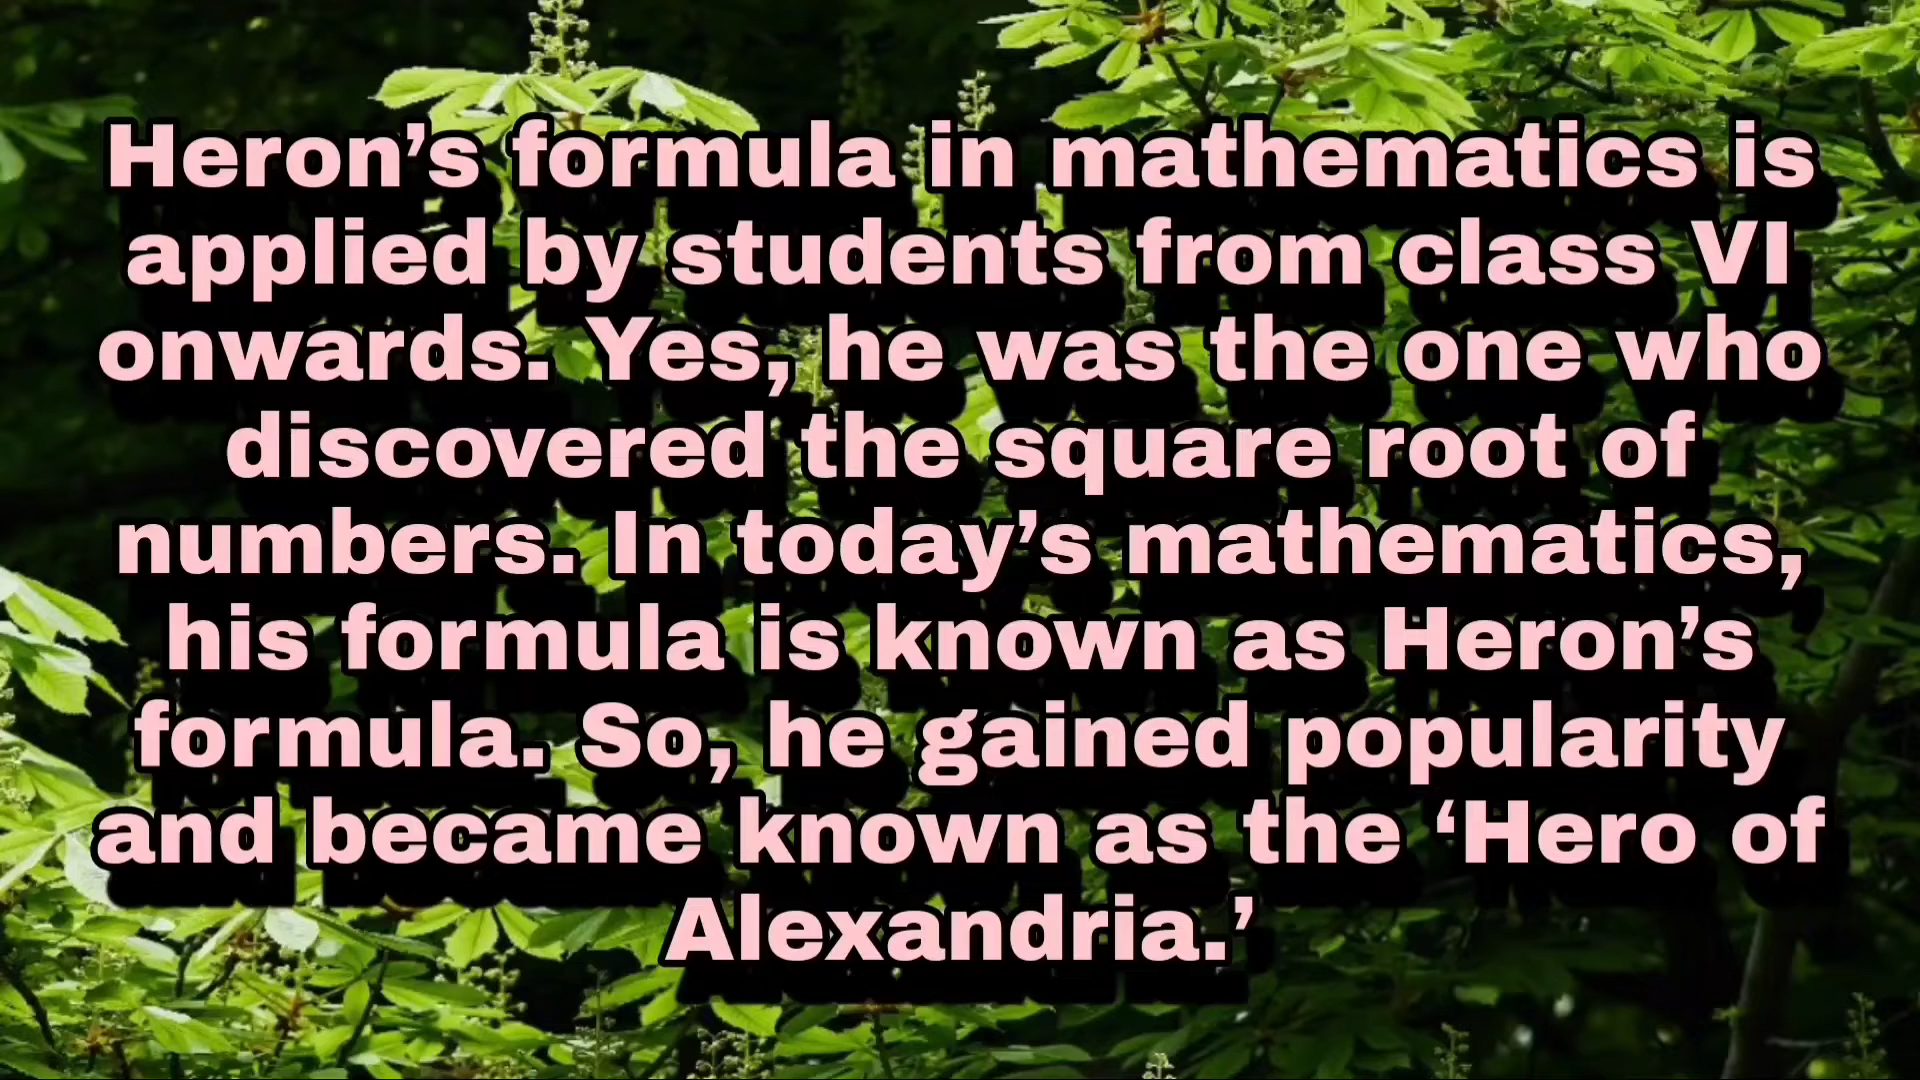 Heron’s formula in mathematics is
applied by students from class VI
onwards. Yes, he was the one who
discovered the square root of
numbers. In today’s mathematics,
his formula is known as Heron’s
formula. So, he gained popularity
and became known as the ‘Hero of
Alexandria.’